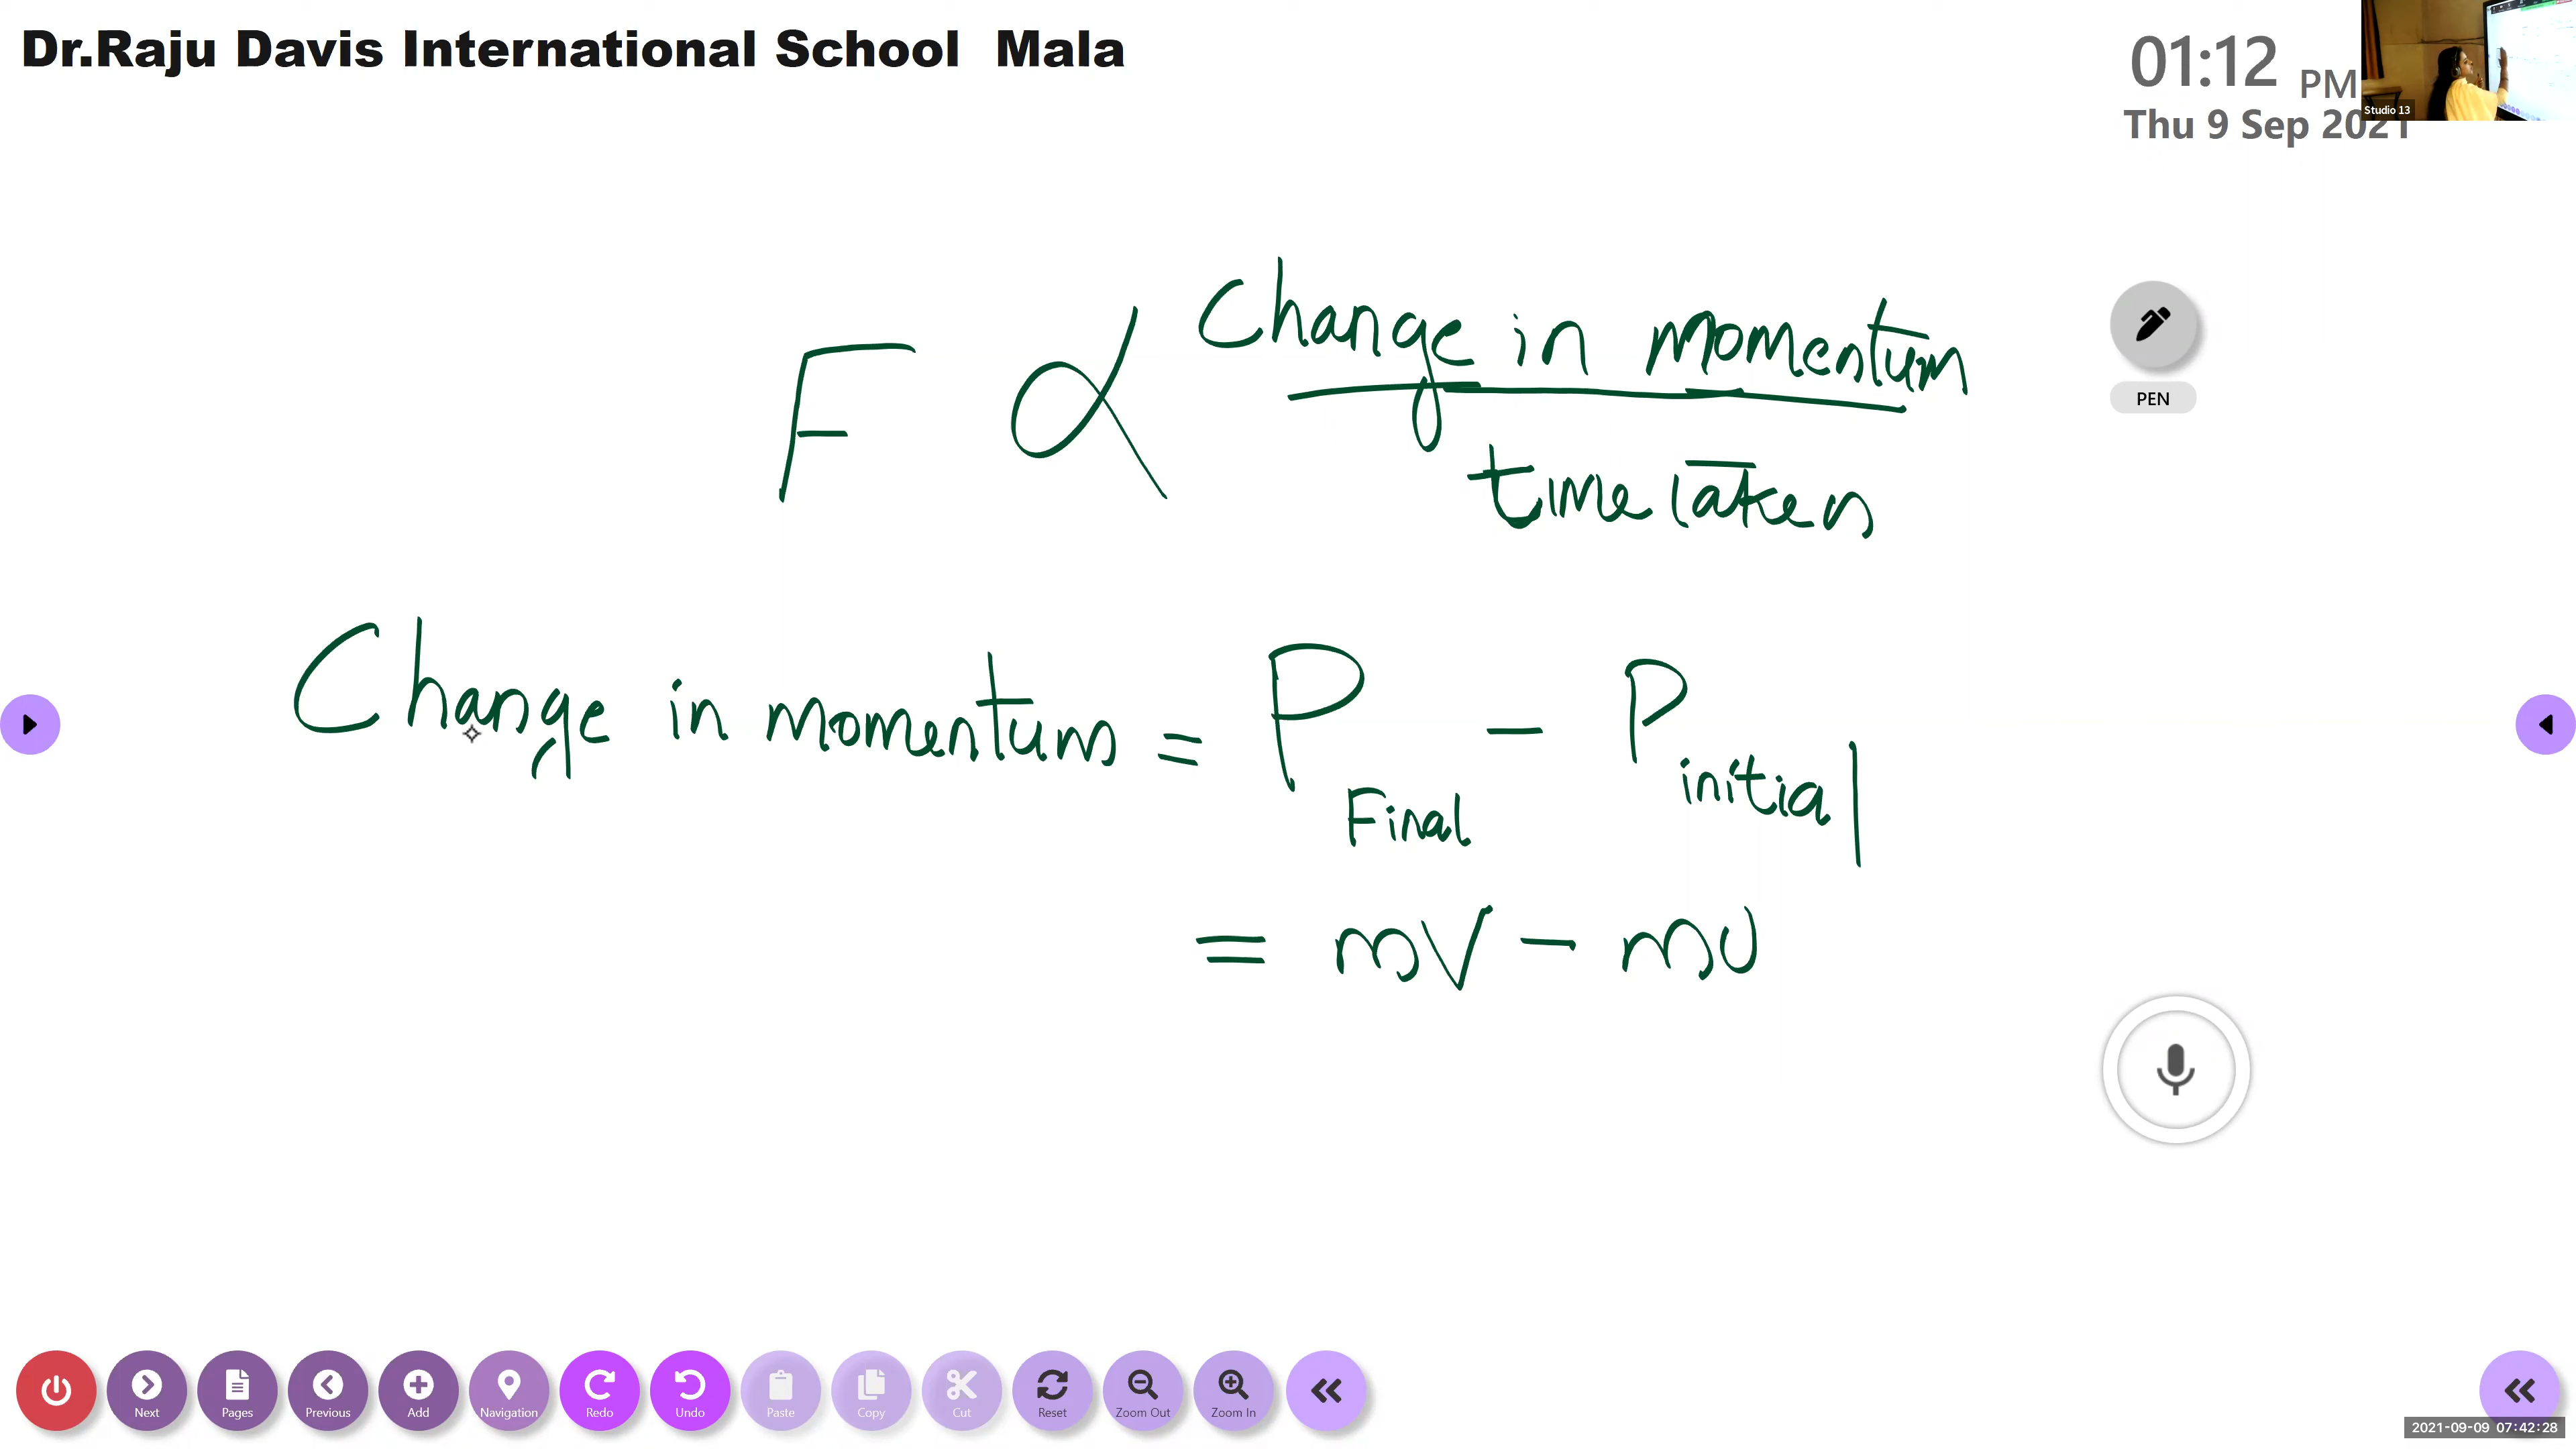 Dr.Raju Davis International School Mala
01:12 PM
Thu 9 Sep 2021
Studio 13
F α Change in momentum
time taken
PEN
Change in momentum = P Final - P initial
= mV - mU
Next Pages Previous Add Navigation Redo Undo Paste Copy Cut Reset Zoom Out Zoom In
2021-09-09 07:42:28